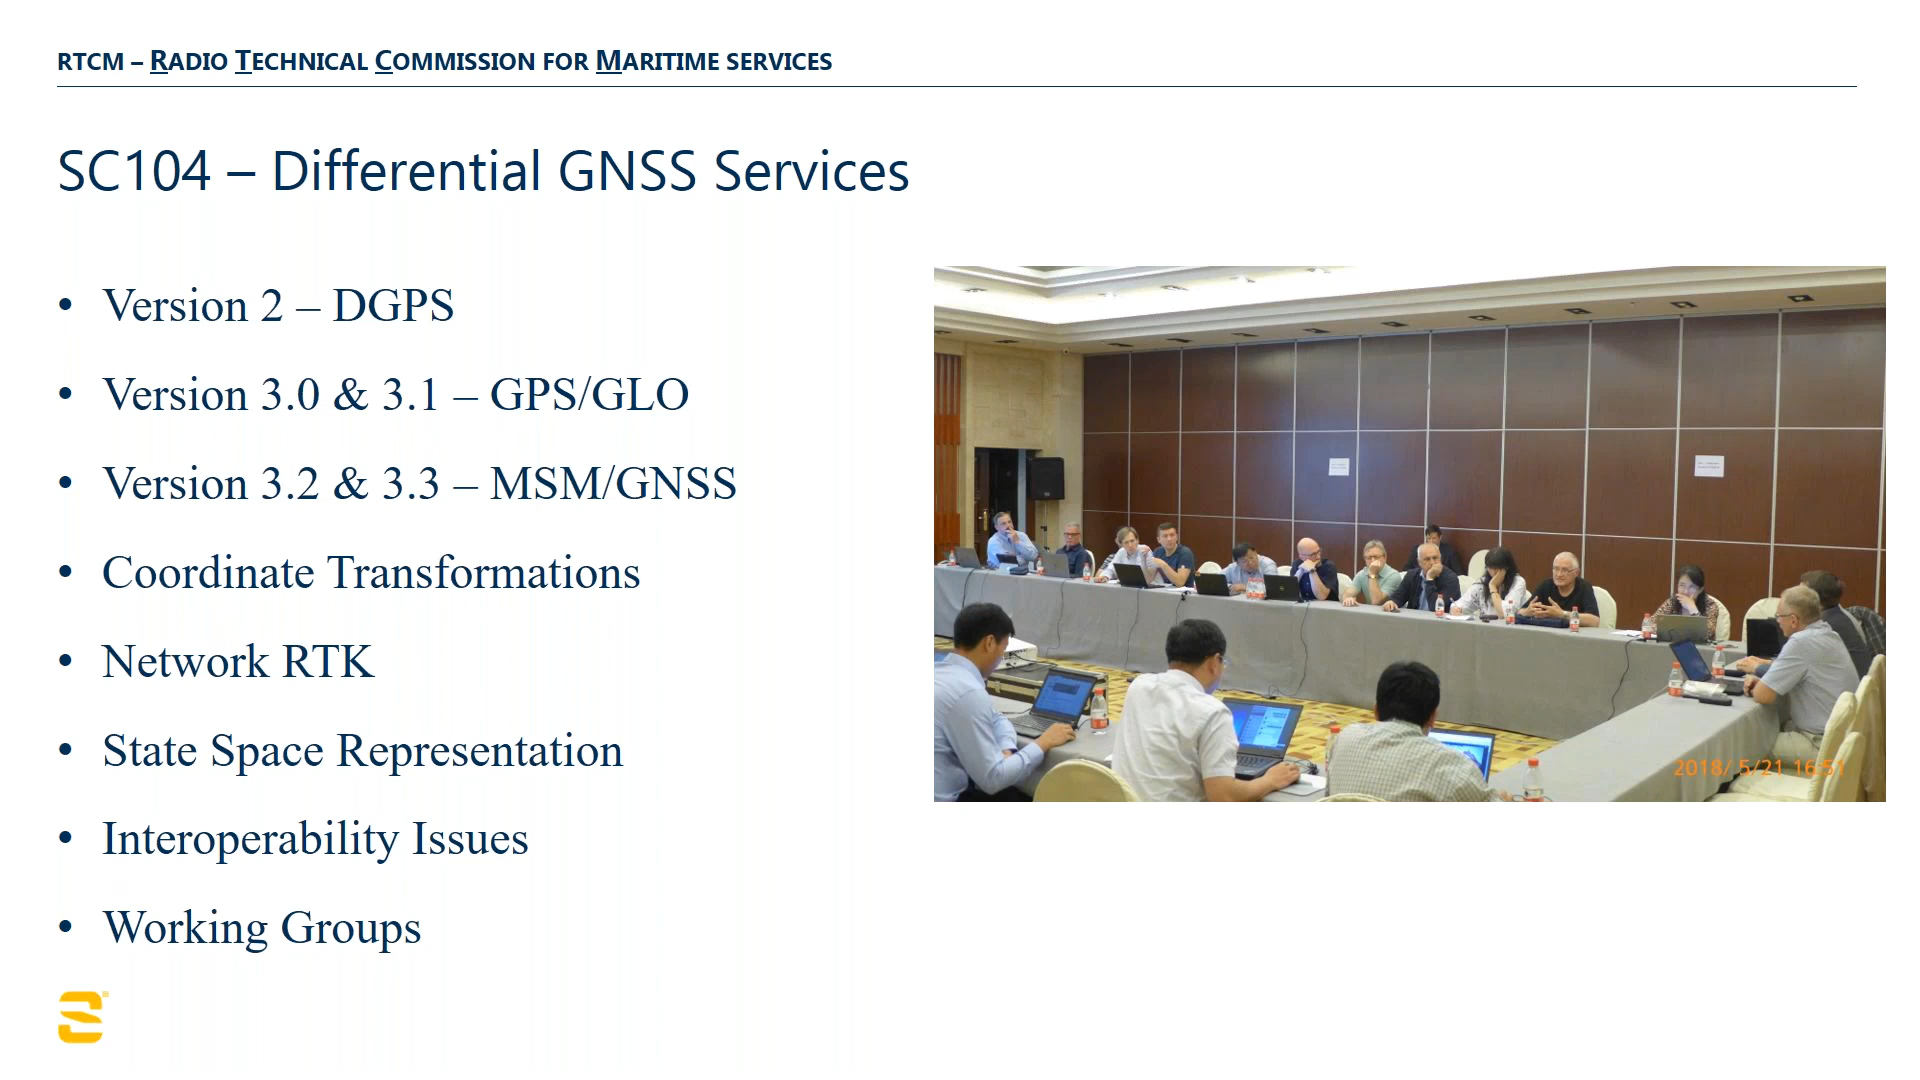 RTCM – RADIO TECHNICAL COMMISSION FOR MARITIME SERVICES
SC104 – Differential GNSS Services
• Version 2 – DGPS
• Version 3.0 & 3.1 – GPS/GLO
• Version 3.2 & 3.3 – MSM/GNSS
• Coordinate Transformations
• Network RTK
• State Space Representation
• Interoperability Issues
• Working Groups
2018/ 5/21 16:51